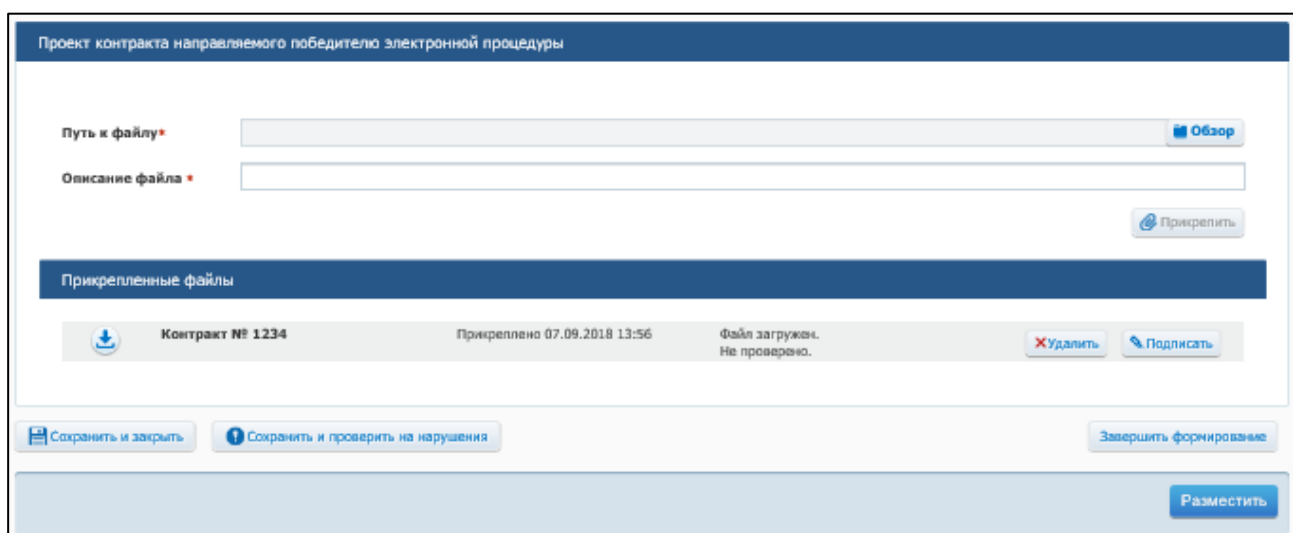 Проект контракта направляемого победителю электронной процедуры
Путь к файлу*
Обзор
Описание файла *
Прикрепить
Прикрепленные файлы
Контракт № 1234 Прикреплено 07.09.2018 13:56 Файл загружен. Удалить Подписать
Не проверено.
Сохранить и закрыть Сохранить и проверить на нарушения Завершить формирование
Разместить